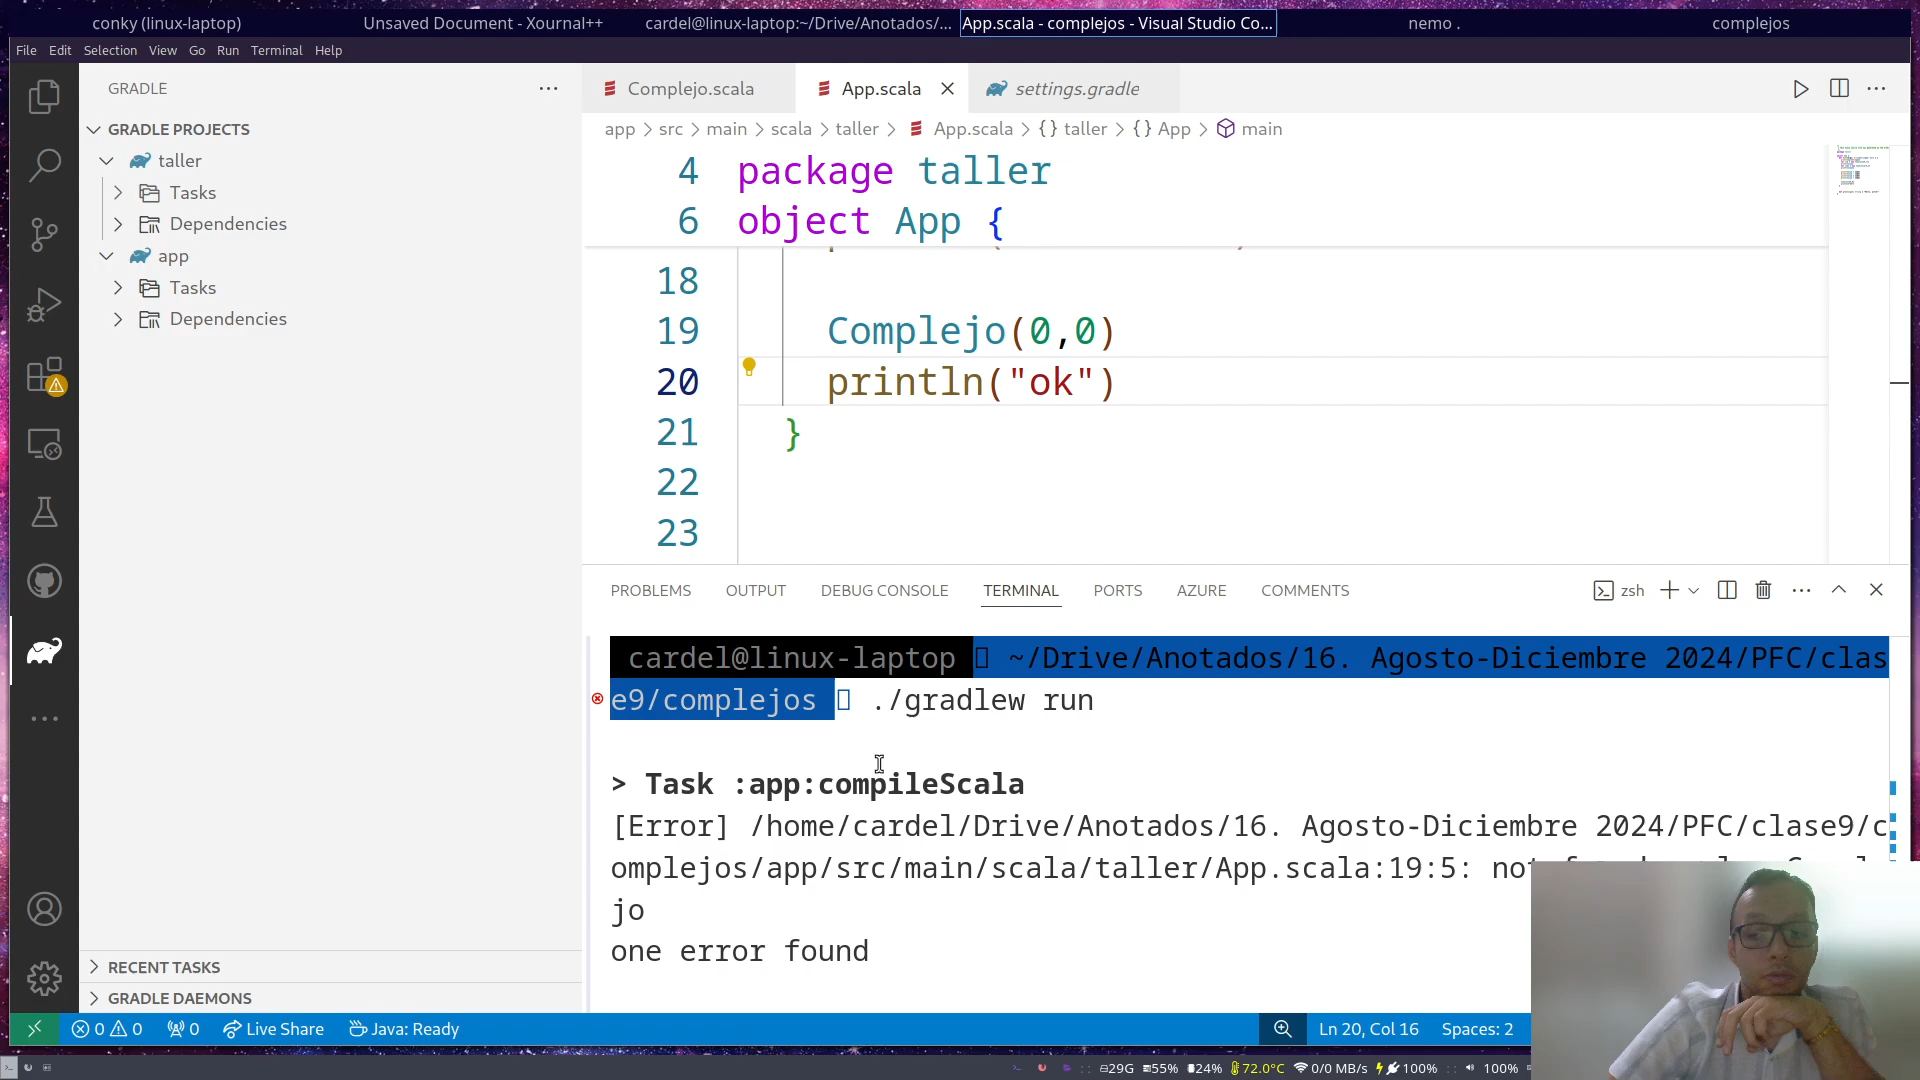 conky (linux-laptop)
Unsaved Document - Xournal++
cardel@linux-laptop:~/Drive/Anotados/...
App.scala - complejos - Visual Studio Co...
nemo .
complejos
File Edit Selection View Go Run Terminal Help
GRADLE
GRADLE PROJECTS
taller
Tasks
Dependencies
app
Tasks
Dependencies
RECENT TASKS
GRADLE DAEMONS
Complejo.scala
App.scala
settings.gradle
app > src > main > scala > taller > App.scala > {} taller > {} App > main
4 package taller
6 object App {
18
19 Complejo(0,0)
20 println("ok")
21 }
22
23
PROBLEMS OUTPUT DEBUG CONSOLE TERMINAL PORTS AZURE COMMENTS
zsh
cardel@linux-laptop ~/Drive/Anotados/16. Agosto-Diciembre 2024/PFC/clas
e9/complejos ./gradlew run
> Task :app:compileScala
[Error] /home/cardel/Drive/Anotados/16. Agosto-Diciembre 2024/PFC/clase9/c
omplejos/app/src/main/scala/taller/App.scala:19:5:
jo
one error found
0 0 0 Live Share Java: Ready
Ln 20, Col 16 Spaces: 2
29G 55% 24% 72.0°C 0/0 MB/s 100% 100%